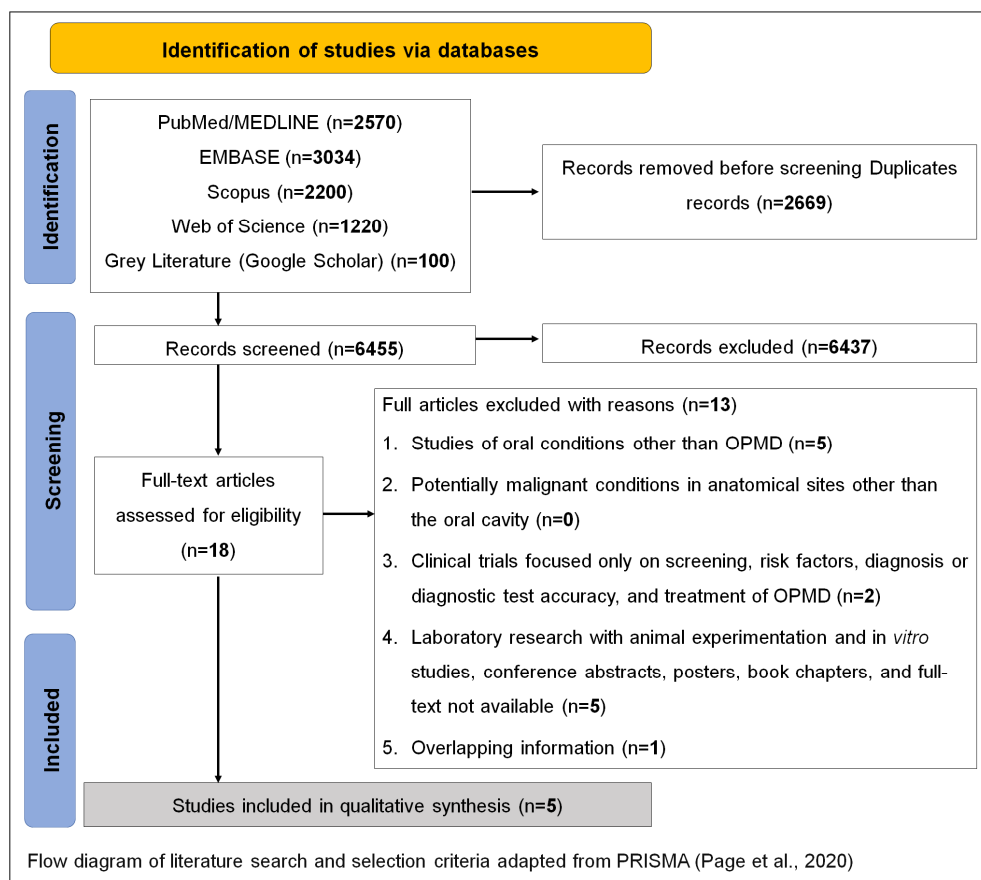 Identification of studies via databases
Identification
PubMed/MEDLINE (n=2570)
EMBASE (n=3034)
Scopus (n=2200)
Web of Science (n=1220)
Grey Literature (Google Scholar) (n=100)
Records removed before screening Duplicates
records (n=2669)
Screening
Records screened (n=6455)
Records excluded (n=6437)
Full-text articles
assessed for eligibility
(n=18)
Full articles excluded with reasons (n=13)
1. Studies of oral conditions other than OPMD (n=5)
2. Potentially malignant conditions in anatomical sites other than
the oral cavity (n=0)
3. Clinical trials focused only on screening, risk factors, diagnosis or
diagnostic test accuracy, and treatment of OPMD (n=2)
4. Laboratory research with animal experimentation and in vitro
studies, conference abstracts, posters, book chapters, and full-
text not available (n=5)
5. Overlapping information (n=1)
Included
Studies included in qualitative synthesis (n=5)
Flow diagram of literature search and selection criteria adapted from PRISMA (Page et al., 2020)